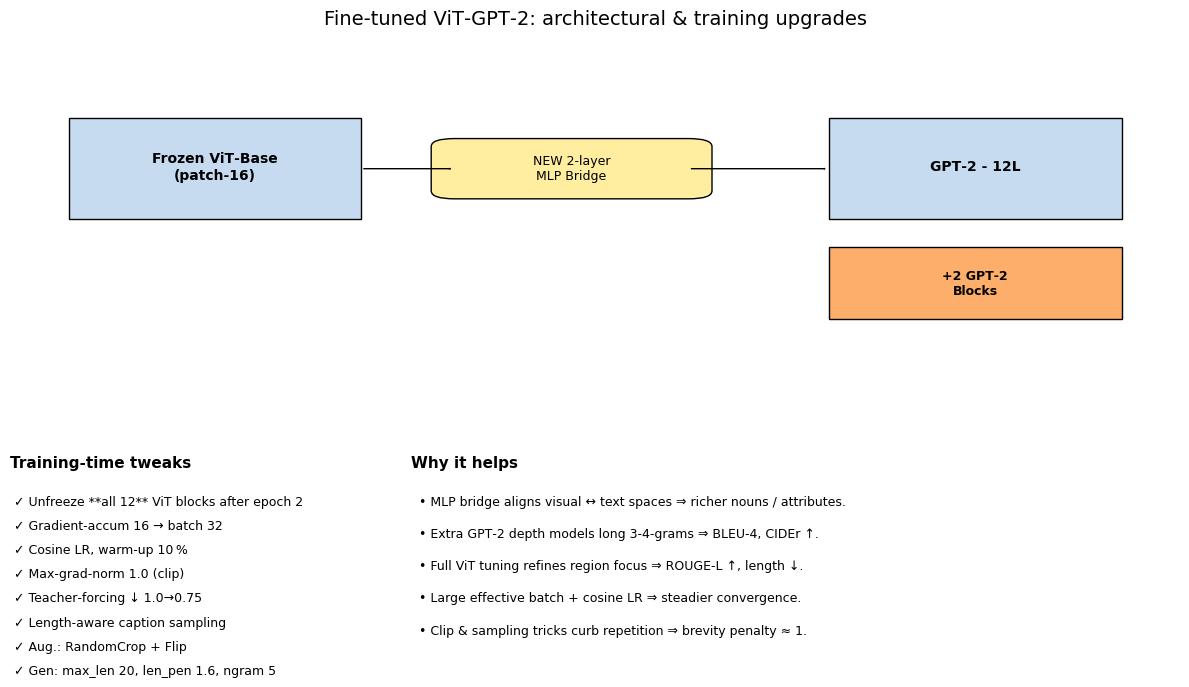 Fine-tuned ViT-GPT-2: architectural & training upgrades
Frozen ViT-Base
(patch-16)
NEW 2-layer
MLP Bridge
GPT-2 - 12L
+2 GPT-2
Blocks
Training-time tweaks
✓ Unfreeze **all 12** ViT blocks after epoch 2
✓ Gradient-accum 16 → batch 32
✓ Cosine LR, warm-up 10 %
✓ Max-grad-norm 1.0 (clip)
✓ Teacher-forcing ↓ 1.0→0.75
✓ Length-aware caption sampling
✓ Aug.: RandomCrop + Flip
✓ Gen: max_len 20, len_pen 1.6, ngram 5
Why it helps
• MLP bridge aligns visual ↔ text spaces ⇒ richer nouns / attributes.
• Extra GPT-2 depth models long 3-4-grams ⇒ BLEU-4, CIDEr ↑.
• Full ViT tuning refines region focus ⇒ ROUGE-L ↑, length ↓.
• Large effective batch + cosine LR ⇒ steadier convergence.
• Clip & sampling tricks curb repetition ⇒ brevity penalty ≈ 1.